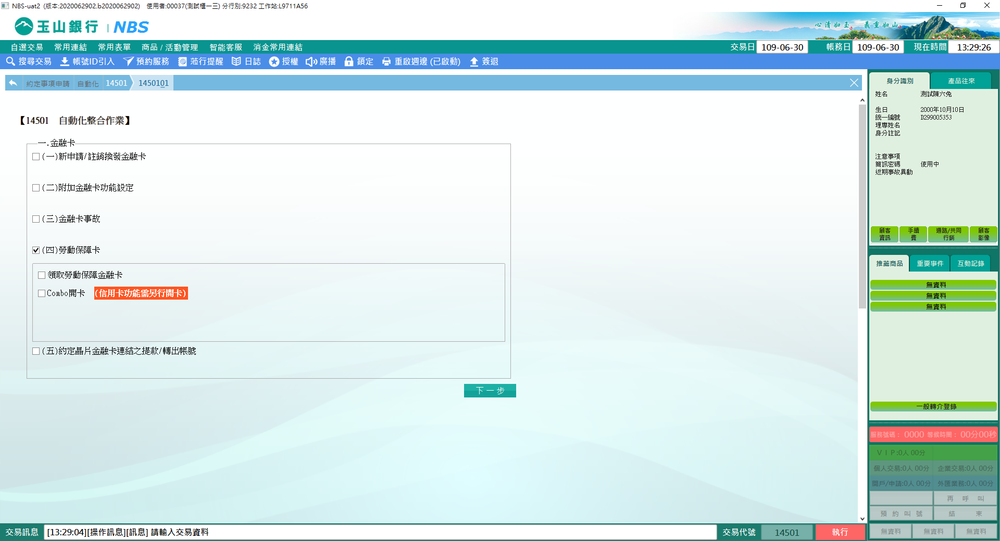 NBS-uat2 (版本:2020062902.b2020062902) 使用者:00037(測試櫃一三) 分行別:9232 工作站:L9711A56
玉山銀行 | NBS
心清如玉。 義重如山。
自選交易 常用連結 常用表單 商品 / 活動管理 智能客服 消金常用連結 交易日 109-06-30 帳務日 109-06-30 現在時間 13:29:26
搜尋交易 帳號ID引入 預約服務 蒞行提醒 日誌 授權 廣播 鎖定 重啟週邊 (已啟動) 簽退
約定事項申請 自動化 14501 1450101
【14501 自動化整合作業】
一.金融卡
(一)新申請/註銷換發金融卡
(二)附加金融卡功能設定
(三)金融卡事故
(四)勞動保障卡
領取勞動保障金融卡
Combo開卡 (信用卡功能需另行開卡)
(五)約定晶片金融卡連結之提款/轉出帳號
下一步
身分識別 產品往來
姓名 測試陳六兔
生日 2000年10月10日
統一編號 D299005353
理專姓名
身分註記
注意事項
簡訊密碼 使用中
近期事故異動
顧客資訊 手續費 通路/共同行銷 顧客影像
推薦商品 重要事件 互動記錄
無資料
無資料
無資料
一般轉介登錄
服務號碼： 0000 等候時間： 00分00秒
ＶＩＰ:0人 00分
個人交易:0人 00分 企業交易:0人 00分
開戶/申請:0人 00分 外匯業務:0人 00分
再 呼 叫
預 約 叫 號 結 束
無資料 無資料 無資料
交易訊息 [13:29:04][操作訊息][訊息] 請輸入交易資料 交易代號 14501 執行